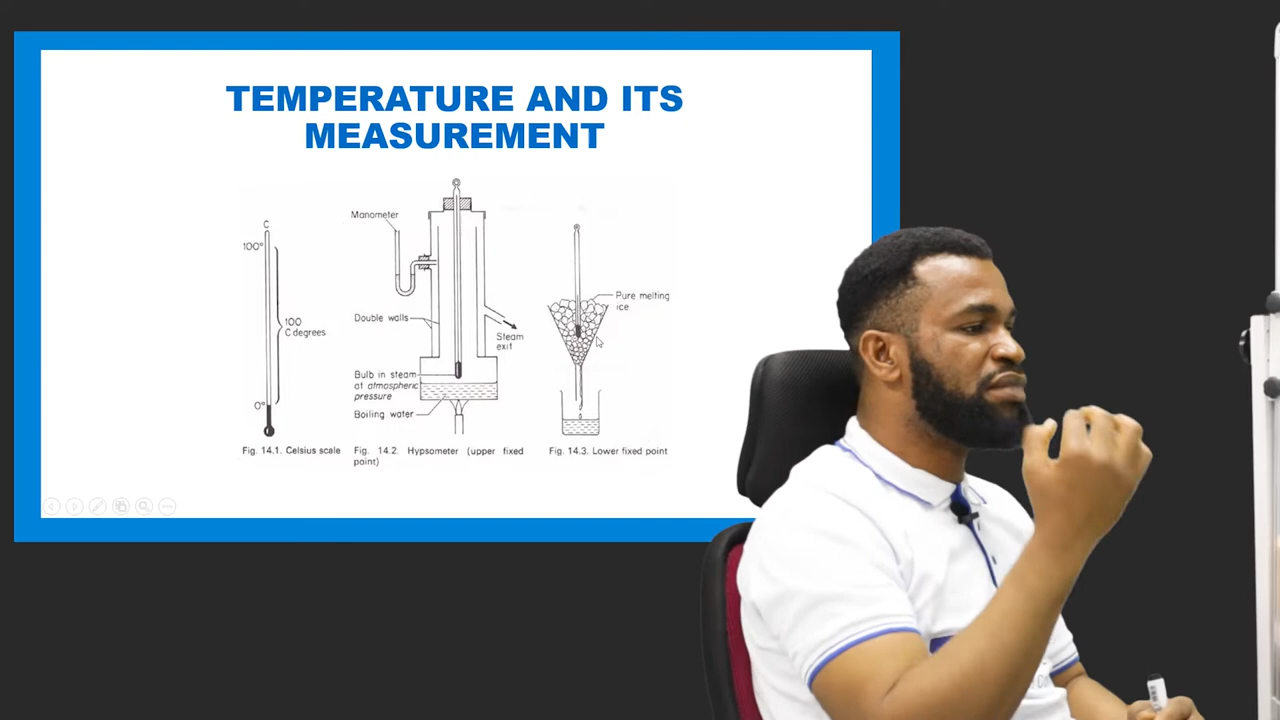 TEMPERATURE AND ITS
MEASUREMENT
C
100°
100
C degrees
0°
Fig. 14.1. Celsius scale
Manometer
Double walls
Steam
exit
Bulb in steam
at atmospheric
pressure
Boiling water
Fig. 14.2. Hypsometer (upper fixed
point)
Pure melting
ice
Fig. 14.3. Lower fixed point